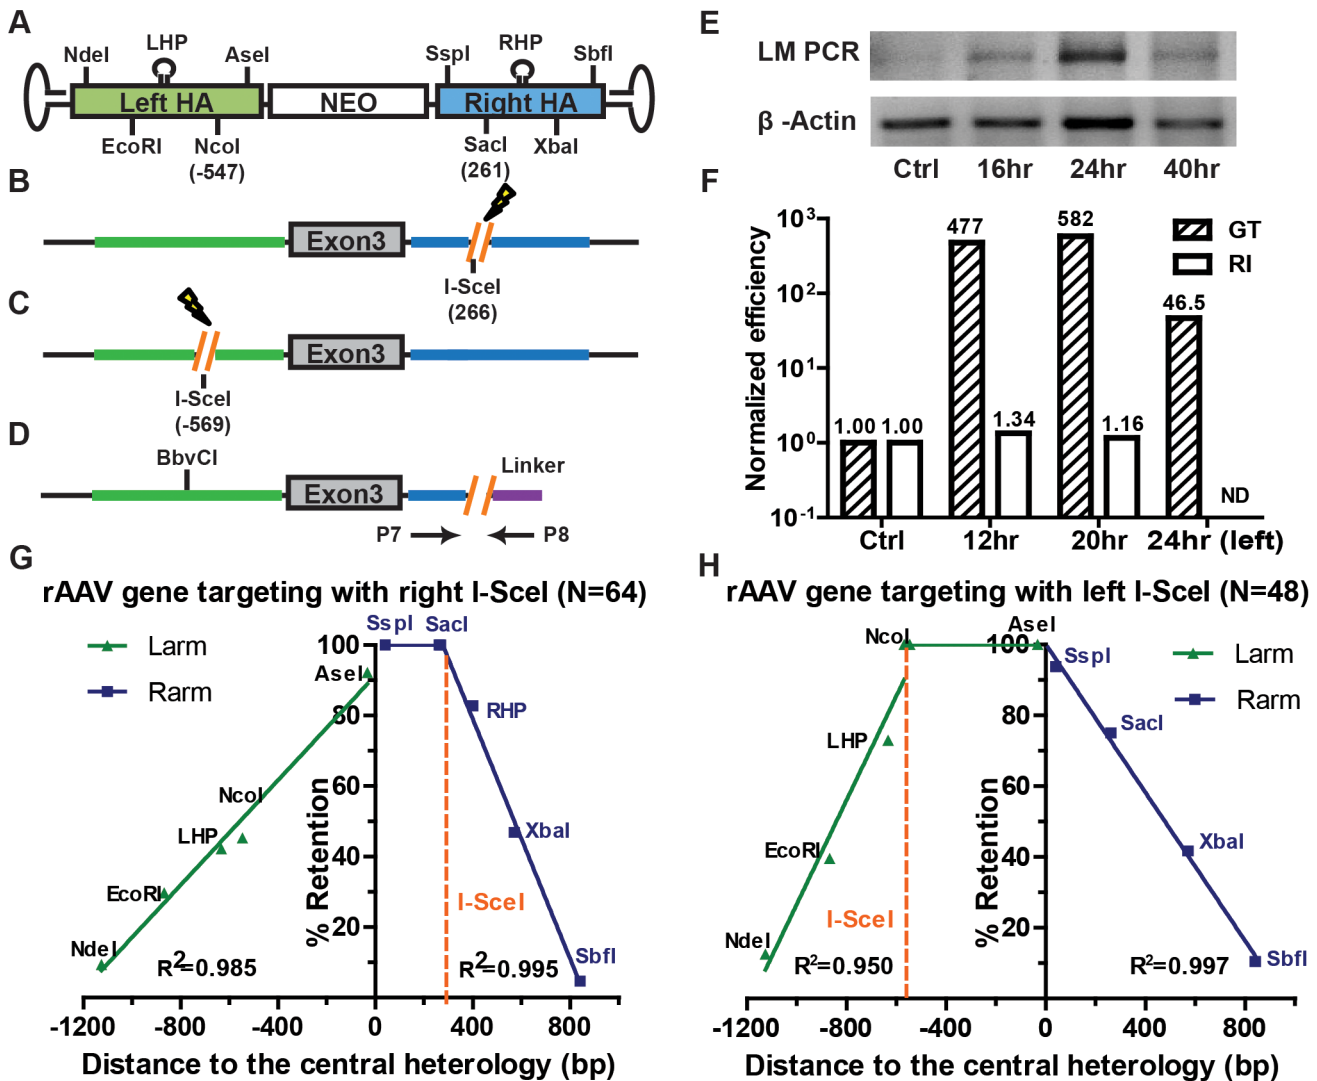 A
NdeI LHP AseI SspI RHP SbfI
Left HA NEO Right HA
EcoRI NcoI SacI XbaI
(-547) (261)
B
Exon3
I-SceI
(266)
C
Exon3
I-SceI
(-569)
D
BbvCI
Linker
Exon3
P7 P8
E
LM PCR
β -Actin
Ctrl 16hr 24hr 40hr
F
Normalized efficiency
10³
10²
10¹
10⁰
10⁻¹
GT
RI
1.00 1.00 477 1.34 582 1.16 46.5 ND
Ctrl 12hr 20hr 24hr (left)
G
rAAV gene targeting with right I-SceI (N=64)
Larm
Rarm
SspI SacI
AseI
RHP
NcoI
LHP
XbaI
EcoRI
I-SceI
NdeI
SbfI
R²=0.985 R²=0.995
% Retention
100
80
60
40
20
-1200 -800 -400 0 400 800
Distance to the central heterology (bp)
H
rAAV gene targeting with left I-SceI (N=48)
Larm
Rarm
NcoI AseI
SspI
SacI
LHP
XbaI
EcoRI
I-SceI
NdeI
SbfI
R²=0.950 R²=0.997
% Retention
100
80
60
40
20
-1200 -800 -400 0 400 800
Distance to the central heterology (bp)